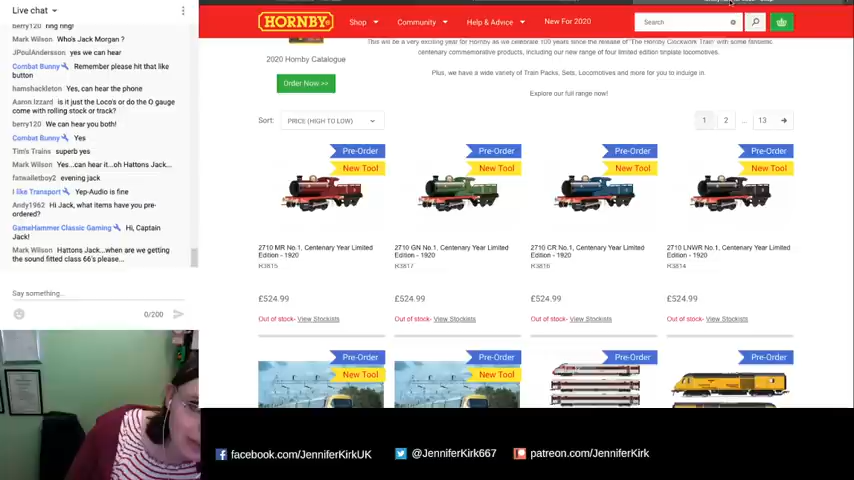 Live chat
berry120 ring ring!
Mark Wilson Who's Jack Morgan ?
JPoulAndersson yes we can hear
Combat Bunny Remember please hit that like
button
hamshackleton Yes, can hear the phone
Aaron Izzard is it just the Loco's or do the O gauge
come with rolling stock or track?
berry120 We can hear you both!
Combat Bunny Yes
Tim's Trains superb yes
Mark Wilson Yes...can hear it...oh Hattons Jack...
fatwalletboy2 evening jack
I like Transport Yep-Audio is fine
Andy1962 Hi Jack, what items have you pre-
ordered?
GameHammer Classic Gaming Hi, Captain
Jack!
Mark Wilson Hattons Jack...when are we getting
the sound fitted class 66's please...
Say something...
0/200
HORNBY
Shop
Community
Help & Advice
New For 2020
Search
This will be a very exciting year for Hornby as we celebrate 100 years since the release of "The Hornby Clockwork Train" with some fantastic
centenary commemorative products, including our new range of four limited edition tinplate locomotives.
2020 Hornby Catalogue
Plus, we have a wide variety of Train Packs, Sets, Locomotives and more for you to indulge in.
Order Now >>
Explore our full range now!
Sort: PRICE (HIGH TO LOW)
1 2 ... 13
Pre-Order Pre-Order Pre-Order Pre-Order
New Tool New Tool New Tool New Tool
2710 MR No.1, Centenary Year Limited
Edition - 1920
R3815
£524.99
Out of stock- View Stockists
2710 GN No.1, Centenary Year Limited
Edition - 1920
R3817
£524.99
Out of stock- View Stockists
2710 CR No.1, Centenary Year Limited
Edition - 1920
R3816
£524.99
Out of stock- View Stockists
2710 LNWR No.1, Centenary Year Limited
Edition - 1920
R3814
£524.99
Out of stock- View Stockists
Pre-Order Pre-Order Pre-Order Pre-Order
New Tool New Tool
facebook.com/JenniferKirkUK
@JenniferKirk667
patreon.com/JenniferKirk